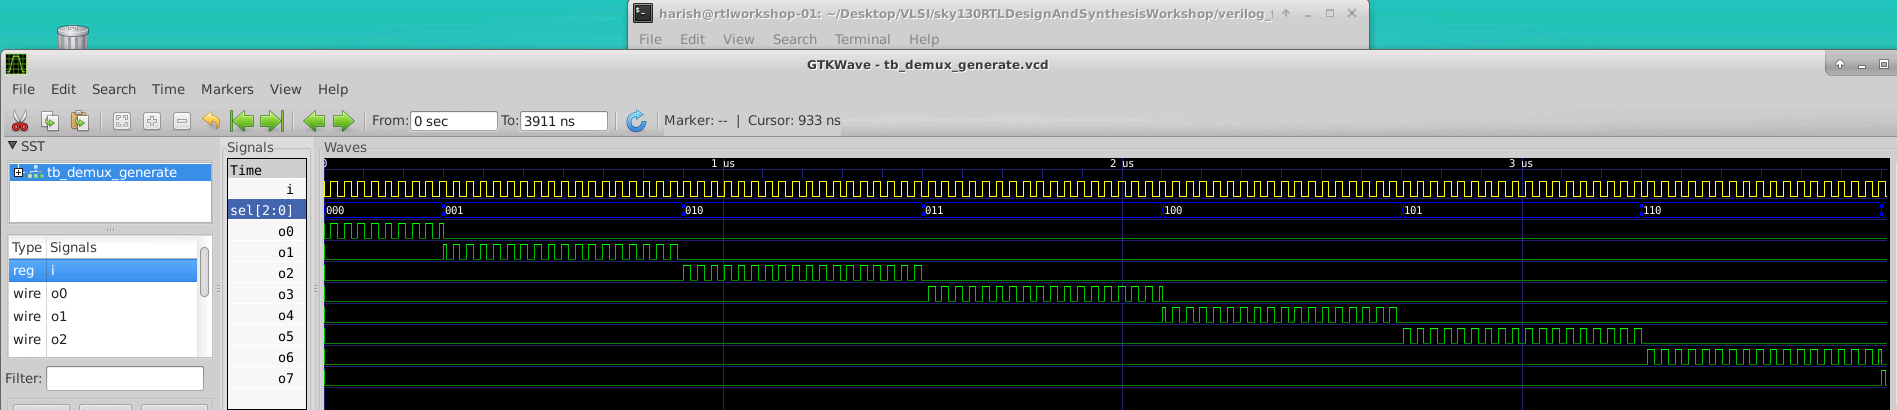 harish@rtlworkshop-01: ~/Desktop/VLSI/sky130RTLDesignAndSynthesisWorkshop/verilog_
File Edit View Search Terminal Help
GTKWave - tb_demux_generate.vcd
File Edit Search Time Markers View Help
From: 0 sec To: 3911 ns Marker: -- | Cursor: 933 ns
SST
tb_demux_generate
Type Signals
reg i
wire o0
wire o1
wire o2
Filter:
Signals
Time
i
sel[2:0]
o0
o1
o2
o3
o4
o5
o6
o7
Waves
0 1 us 2 us 3 us
000 001 010 011 100 101 110